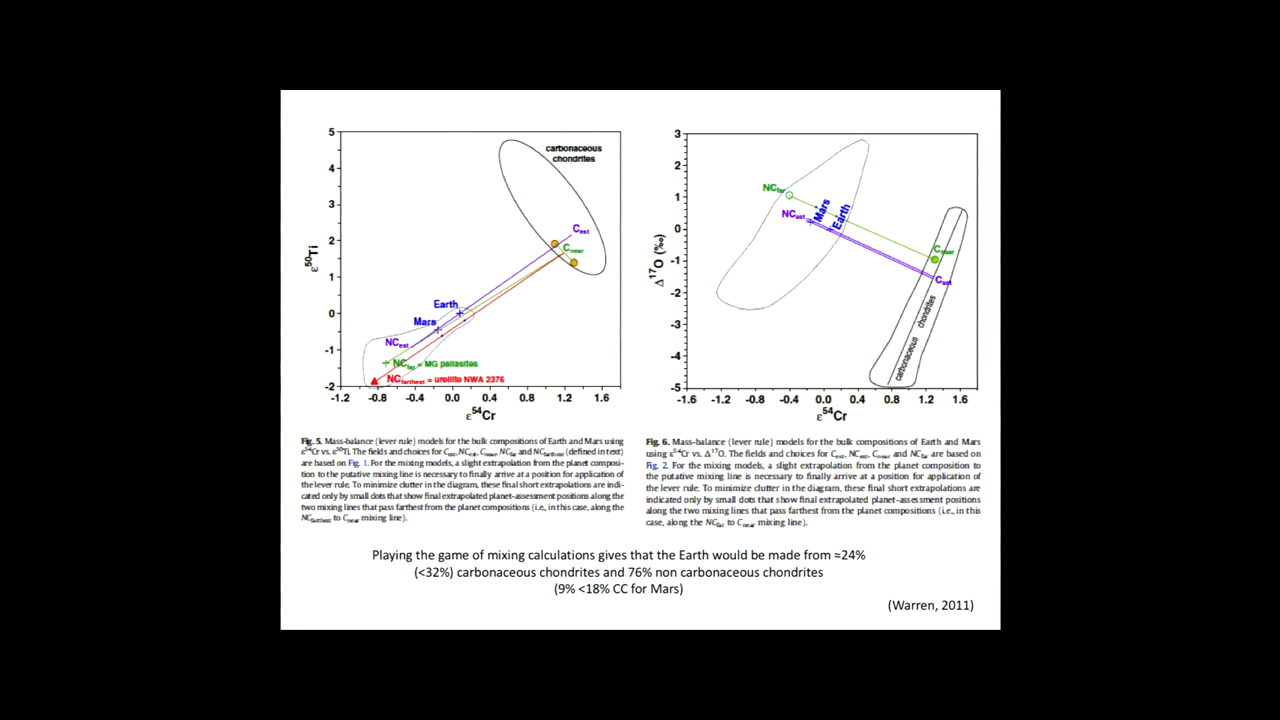 5
4
3
2
1
0
-1
-2
-1.2 -0.8 -0.4 0.0 0.4 0.8 1.2 1.6
ε54Cr
ε50Ti
carbonaceous
chondrites
Cest
Cnear
Earth
Mars
NCest
NCfar = MG pallasites
NCfarthest = ureilite NWA 2376
3
2
1
0
-1
-2
-3
-4
-5
-1.6 -1.2 -0.8 -0.4 0.0 0.4 0.8 1.2 1.6
ε54Cr
Δ17O (‰)
NCfar
NCest
Mars
Earth
Cnear
Cest
carbonaceous chondrites
Fig. 5. Mass-balance (lever rule) models for the bulk compositions of Earth and Mars using
ε54Cr vs. ε50Ti. The fields and choices for Cest, NCest, Cnear, NCfar and NCfarthest (defined in text)
are based on Fig. 1. For the mixing models, a slight extrapolation from the planet composi-
tion to the putative mixing line is necessary to finally arrive at a position for application of
the lever rule. To minimize clutter in the diagram, these final short extrapolations are indi-
cated only by small dots that show final extrapolated planet-assessment positions along the
two mixing lines that pass farthest from the planet compositions (i.e., in this case, along the
NCfarthest to Cnear mixing line).
Fig. 6. Mass-balance (lever rule) models for the bulk compositions of Earth and Mars
using ε54Cr vs. Δ17O. The fields and choices for Cest, NCest, Cnear and NCfar are based on
Fig. 2. For the mixing models, a slight extrapolation from the planet composition to
the putative mixing line is necessary to finally arrive at a position for application of
the lever rule. To minimize clutter in the diagram, these final short extrapolations are
indicated only by small dots that show final extrapolated planet-assessment positions
along the two mixing lines that pass farthest from the planet compositions (i.e., in this
case, along the NCfar to Cnear mixing line).
Playing the game of mixing calculations gives that the Earth would be made from ≈24%
(<32%) carbonaceous chondrites and 76% non carbonaceous chondrites
(9% <18% CC for Mars)
(Warren, 2011)